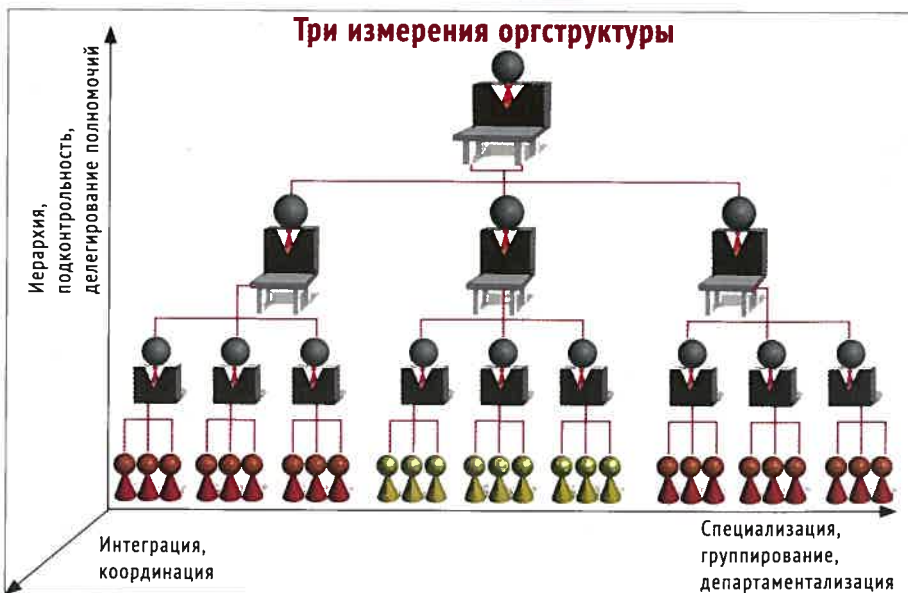 Три измерения оргструктуры
Иерархия,
подконтрольность,
делегирование полномочий
Интеграция,
координация
Специализация,
группирование,
департаментализация